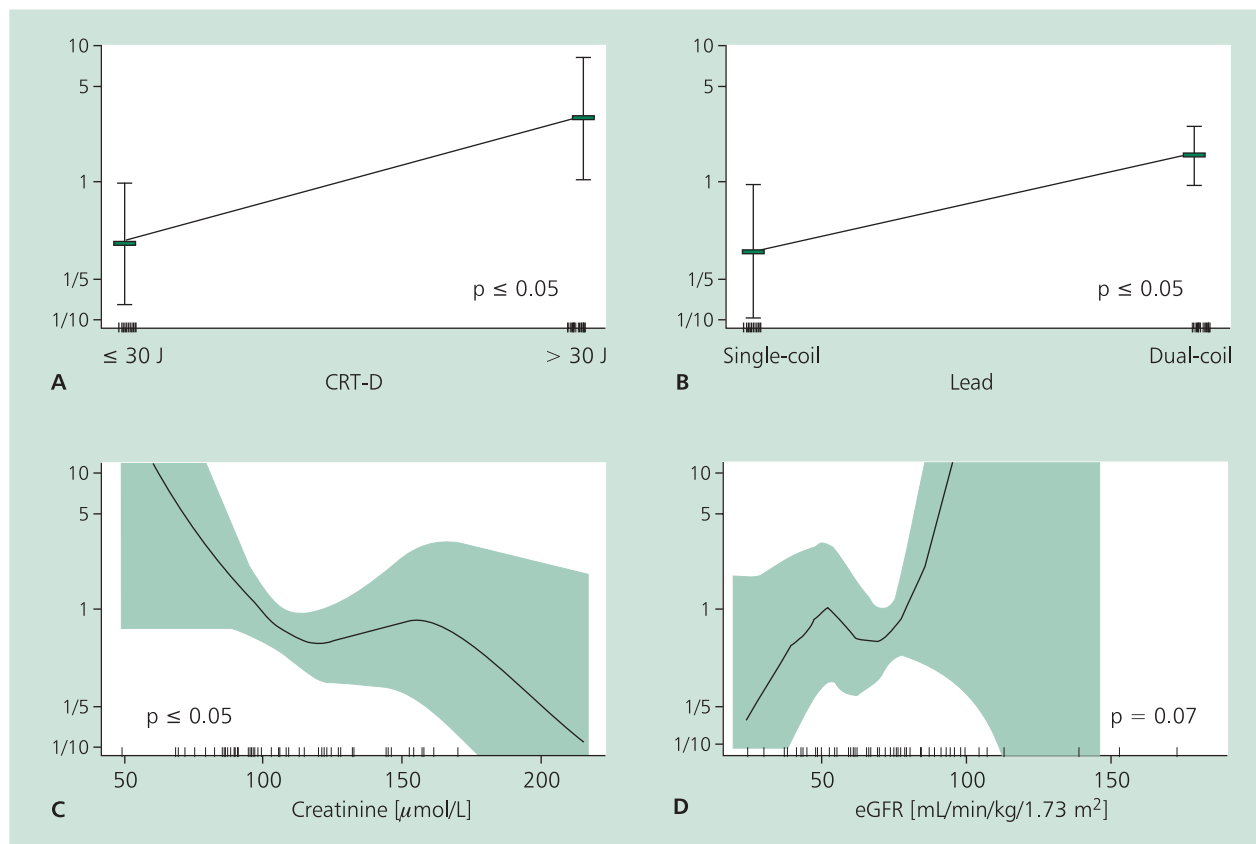 10
5
1
1/5
1/10
p ≤ 0.05
≤ 30 J
> 30 J
A
CRT-D
10
5
1
1/5
1/10
p ≤ 0.05
Single-coil
Dual-coil
B
Lead
10
5
1
1/5
1/10
p ≤ 0.05
50
100
150
200
C
Creatinine [μmol/L]
10
5
1
1/5
1/10
p = 0.07
50
100
150
D
eGFR [mL/min/kg/1.73 m²]